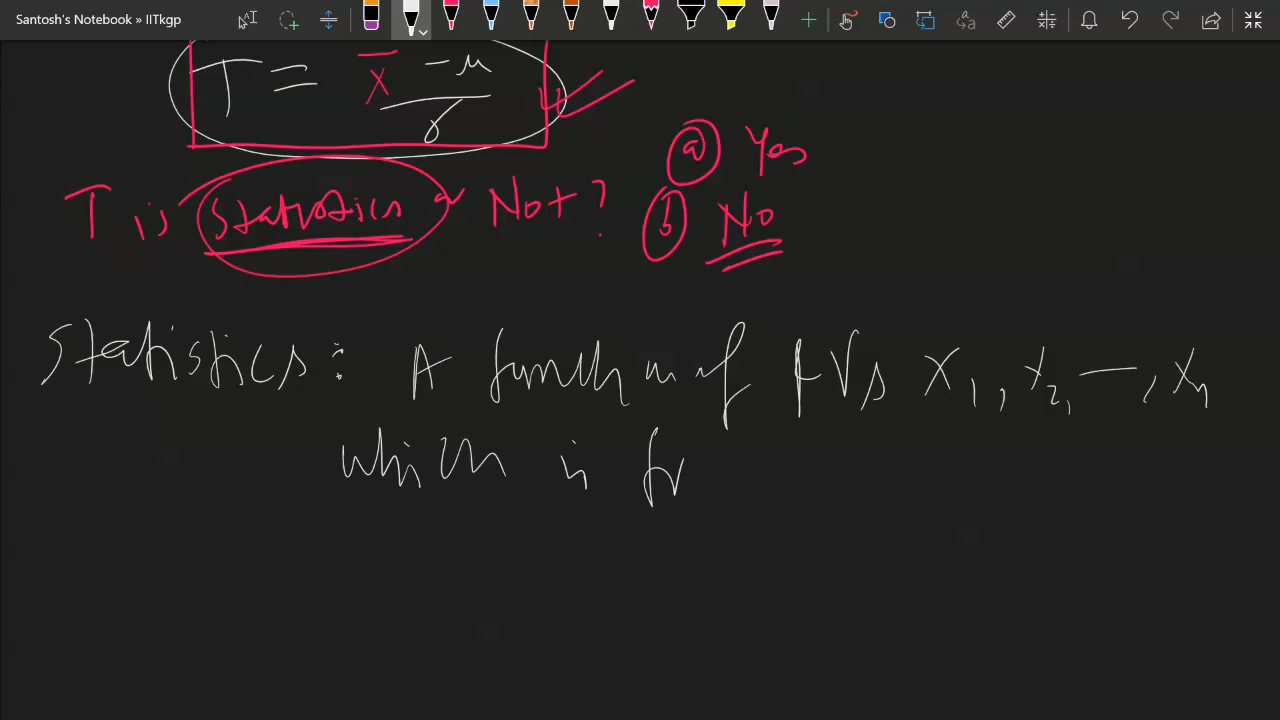 Santosh's Notebook » IITkgp
T = x̄ - μ / σ
T is statistics or Not ?
a Yes
b No
Statistics : A function of rVs X1, X2, —, Xn
which is fr